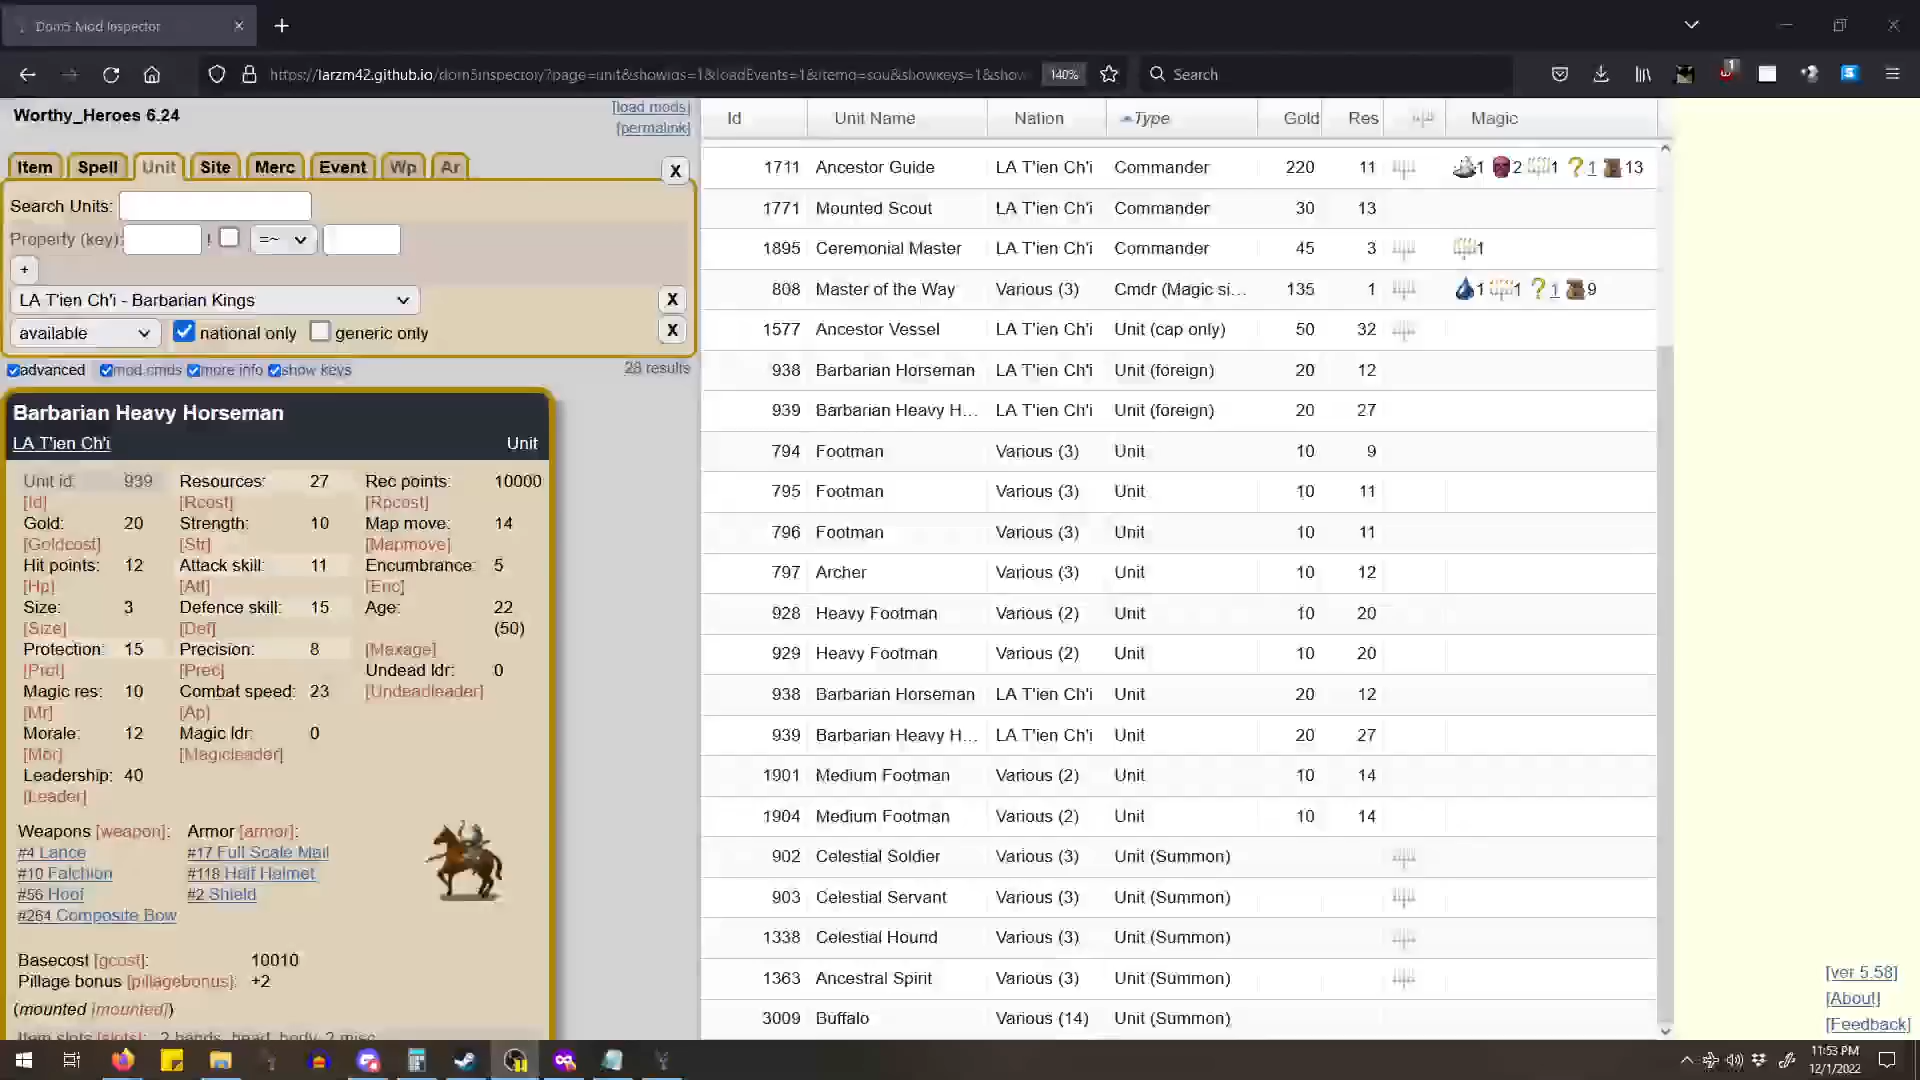 Dom5 Mod Inspector
https://larzm42.github.io/dom5inspector/?page=unit&showids=1&loadEvents=1&itemq=sou&showkeys=1&show
140%
Search
1
Worthy_Heroes 6.24
[load mods]
[permalink]
Item Spell Unit Site Merc Event Wp Ar
X
Search Units:
Property (key): ! =~
+
LA T'ien Ch'i - Barbarian Kings X
available national only generic only X
advanced mod cmds more info show keys 28 results
Barbarian Heavy Horseman
LA T'ien Ch'i Unit
Unit id: 939 Resources: 27 Rec points: 10000
[Id] [Rcost] [Rpcost]
Gold: 20 Strength: 10 Map move: 14
[Goldcost] [Str] [Mapmove]
Hit points: 12 Attack skill: 11 Encumbrance: 5
[Hp] [Att] [Enc]
Size: 3 Defence skill: 15 Age: 22
[Size] [Def] (50)
Protection: 15 Precision: 8 [Maxage]
[Prot] [Prec] Undead ldr: 0
Magic res: 10 Combat speed: 23 [Undeadleader]
[Mr] [Ap]
Morale: 12 Magic ldr: 0
[Mor] [Magicleader]
Leadership: 40
[Leader]
Weapons [weapon]: Armor [armor]:
#4 Lance #17 Full Scale Mail
#10 Falchion #118 Half Helmet
#56 Hoof #2 Shield
#264 Composite Bow
Basecost [gcost]: 10010
Pillage bonus [pillagebonus]: +2
(mounted [mounted])
Item slots [slots]: 2 hands, head, body, 2 misc
Id Unit Name Nation Type Gold Res Magic
1711 Ancestor Guide LA T'ien Ch'i Commander 220 11 1 2 1 ? 1 13
1771 Mounted Scout LA T'ien Ch'i Commander 30 13
1895 Ceremonial Master LA T'ien Ch'i Commander 45 3 1
808 Master of the Way Various (3) Cmdr (Magic si... 135 1 1 1 ? 1 9
1577 Ancestor Vessel LA T'ien Ch'i Unit (cap only) 50 32
938 Barbarian Horseman LA T'ien Ch'i Unit (foreign) 20 12
939 Barbarian Heavy H... LA T'ien Ch'i Unit (foreign) 20 27
794 Footman Various (3) Unit 10 9
795 Footman Various (3) Unit 10 11
796 Footman Various (3) Unit 10 11
797 Archer Various (3) Unit 10 12
928 Heavy Footman Various (2) Unit 10 20
929 Heavy Footman Various (2) Unit 10 20
938 Barbarian Horseman LA T'ien Ch'i Unit 20 12
939 Barbarian Heavy H... LA T'ien Ch'i Unit 20 27
1901 Medium Footman Various (2) Unit 10 14
1904 Medium Footman Various (2) Unit 10 14
902 Celestial Soldier Various (3) Unit (Summon)
903 Celestial Servant Various (3) Unit (Summon)
1338 Celestial Hound Various (3) Unit (Summon)
1363 Ancestral Spirit Various (3) Unit (Summon)
3009 Buffalo Various (14) Unit (Summon)
[ver 5.58]
[About]
[Feedback]
11:53 PM
12/1/2022